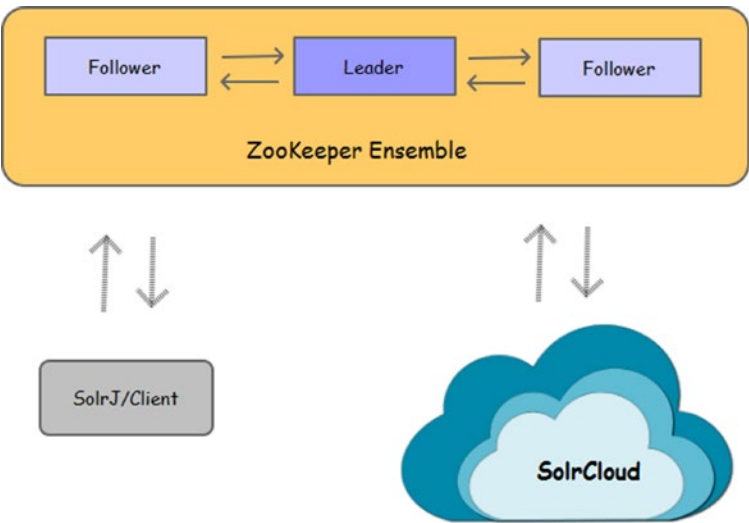 Follower
Leader
Follower
ZooKeeper Ensemble
SolrJ/Client
SolrCloud